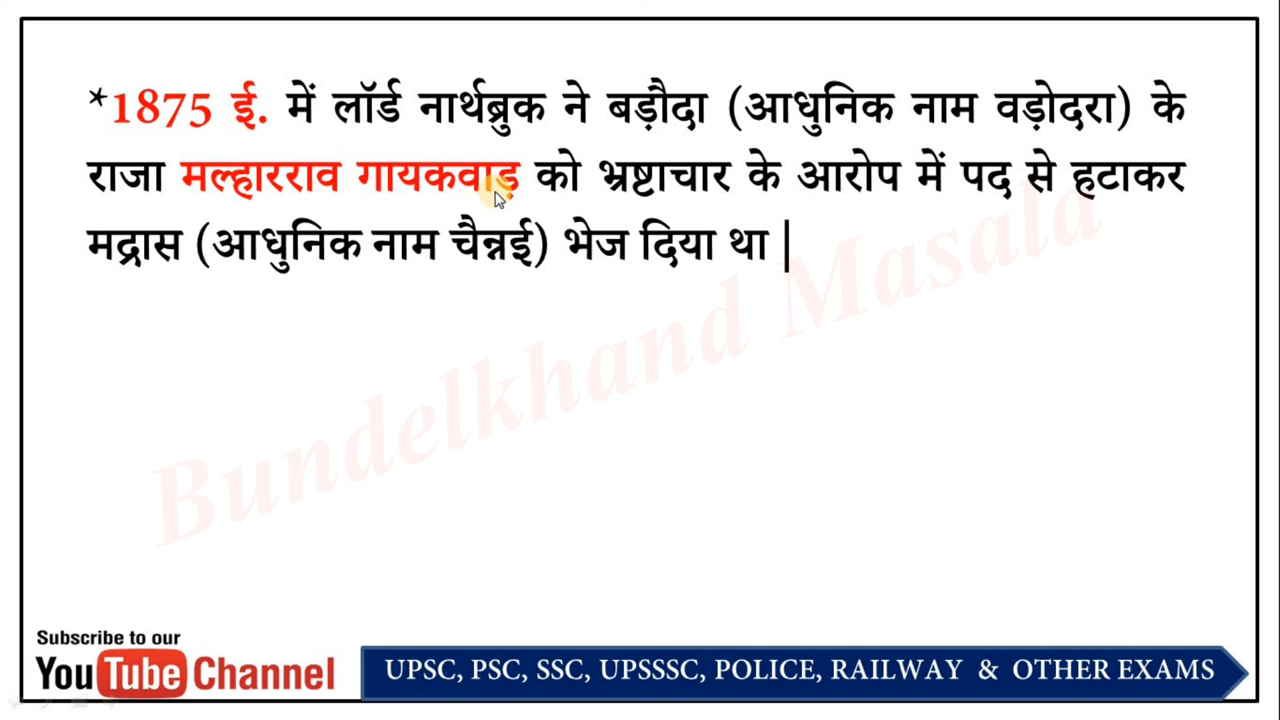 *1875 ई. में लॉर्ड नार्थब्रुक ने बड़ौदा (आधुनिक नाम वड़ोदरा) के
राजा मल्हारराव गायकवाड़ को भ्रष्टाचार के आरोप में पद से हटाकर
मद्रास (आधुनिक नाम चैन्नई) भेज दिया था |
Bundelkhand Masala
Subscribe to our
YouTube Channel
UPSC, PSC, SSC, UPSSSC, POLICE, RAILWAY & OTHER EXAMS